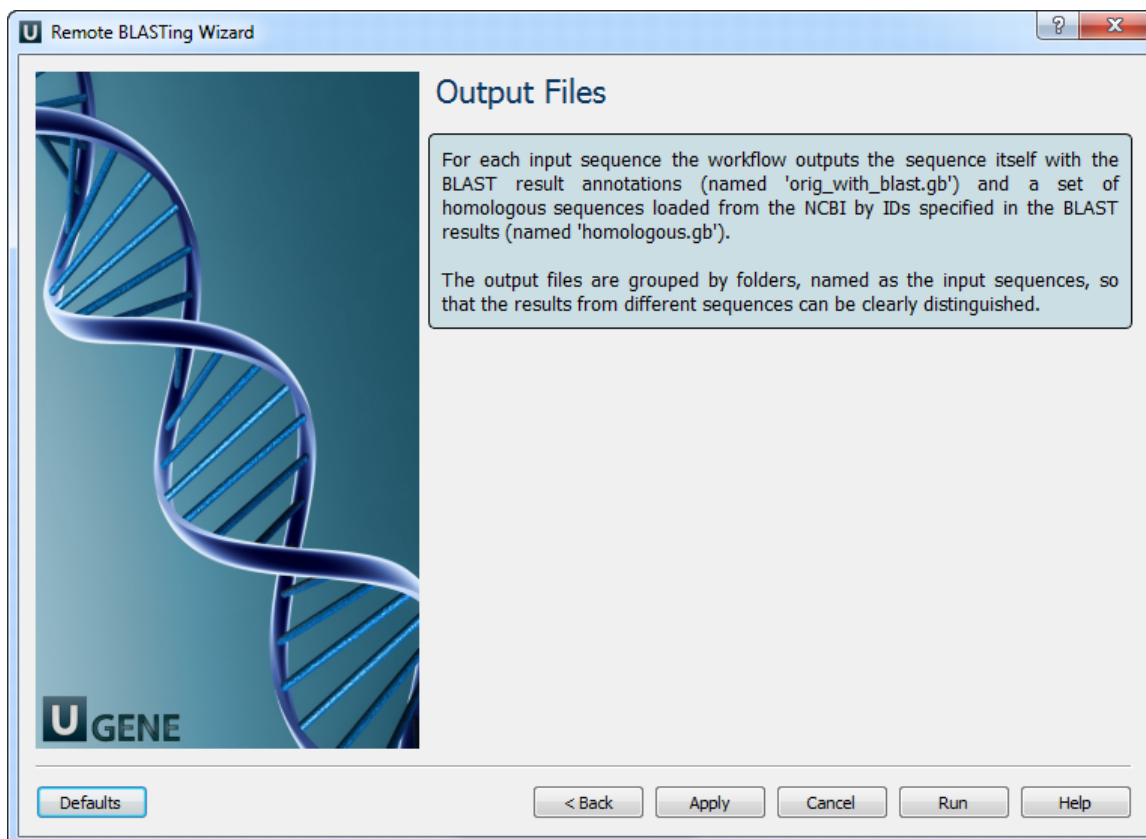 U Remote BLASTing Wizard
?
X
Output Files
For each input sequence the workflow outputs the sequence itself with the
BLAST result annotations (named 'orig_with_blast.gb') and a set of
homologous sequences loaded from the NCBI by IDs specified in the BLAST
results (named 'homologous.gb').
The output files are grouped by folders, named as the input sequences, so
that the results from different sequences can be clearly distinguished.
U GENE
Defaults
< Back
Apply
Cancel
Run
Help